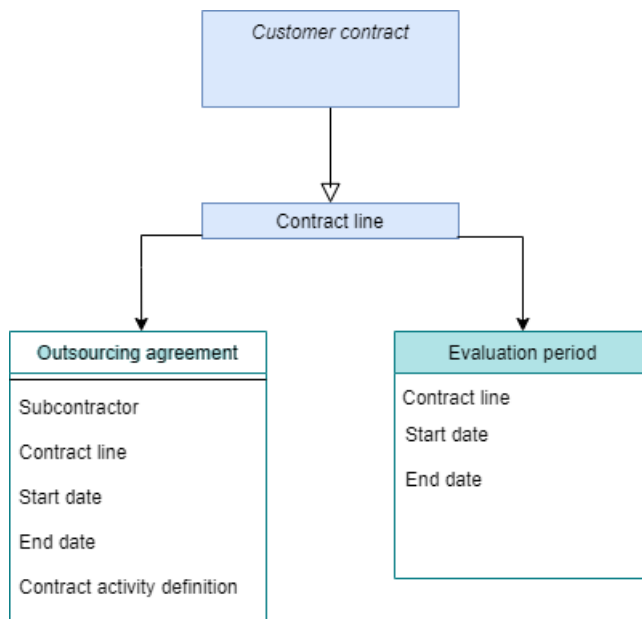 Customer contract
Contract line
Outsourcing agreement
Subcontractor
Contract line
Start date
End date
Contract activity definition
Evaluation period
Contract line
Start date
End date